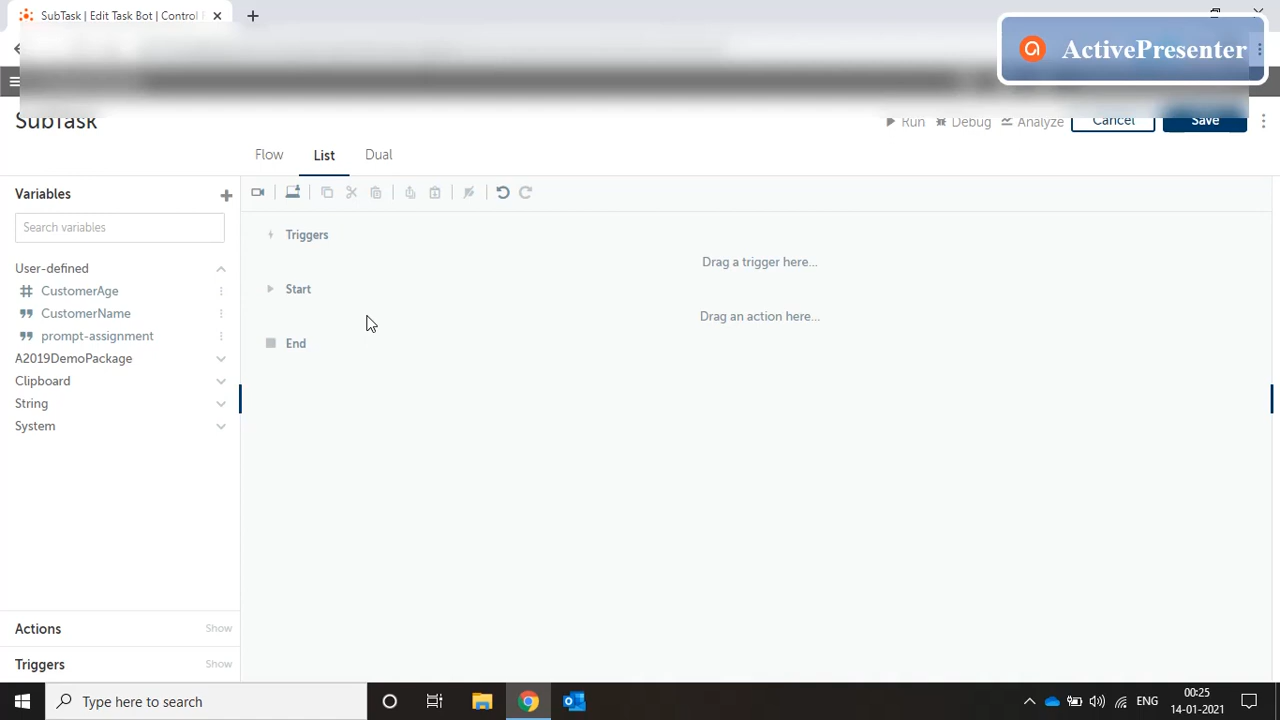 SubTask | Edit Task Bot | Control
ActivePresenter
SubTask
Run
Debug
Analyze
Cancel
Save
Flow
List
Dual
Variables
Search variables
User-defined
CustomerAge
CustomerName
prompt-assignment
A2019DemoPackage
Clipboard
String
System
Triggers
Drag a trigger here...
Start
Drag an action here...
End
Actions
Show
Triggers
Show
Type here to search
ENG
00:25
14-01-2021